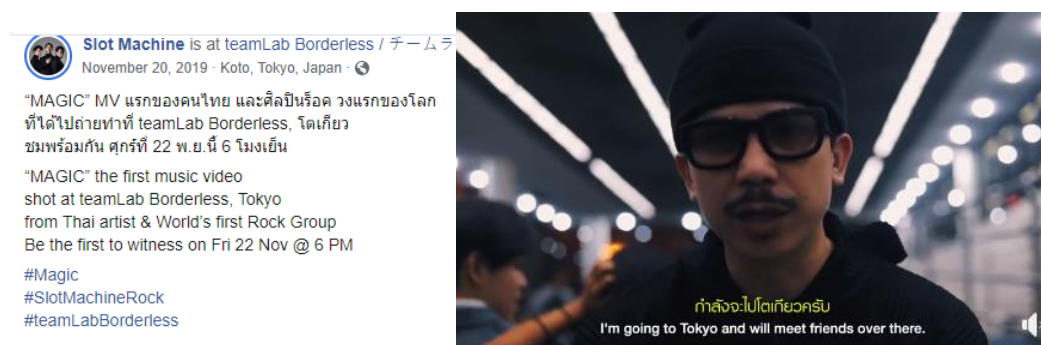 Slot Machine is at teamLab Borderless / チームラ
November 20, 2019 · Koto, Tokyo, Japan ·
“MAGIC” MV แรกของคนไทย และศิลปินร็อค วงแรกของโลก
ที่ได้ไปถ่ายทำที่ teamLab Borderless, โตเกียว
ชมพร้อมกัน ศุกร์ที่ 22 พ.ย.นี้ 6 โมงเย็น
“MAGIC” the first music video
shot at teamLab Borderless, Tokyo
from Thai artist & World’s first Rock Group
Be the first to witness on Fri 22 Nov @ 6 PM
#Magic
#SlotMachineRock
#teamLabBorderless
กำลังจะไปโตเกียวครับ
I'm going to Tokyo and will meet friends over there.